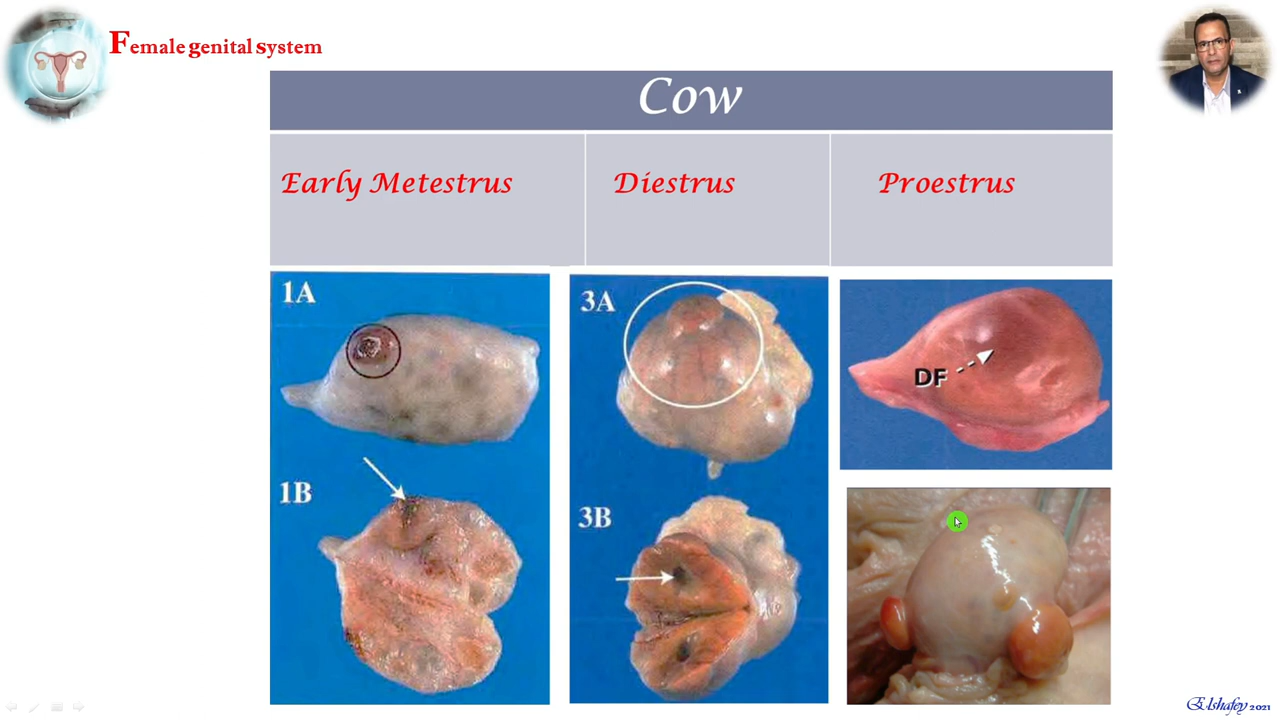 Female genital system
Cow
Early Metestrus
Diestrus
Proestrus
1A
3A
DF
1B
3B
Elshafey 2021